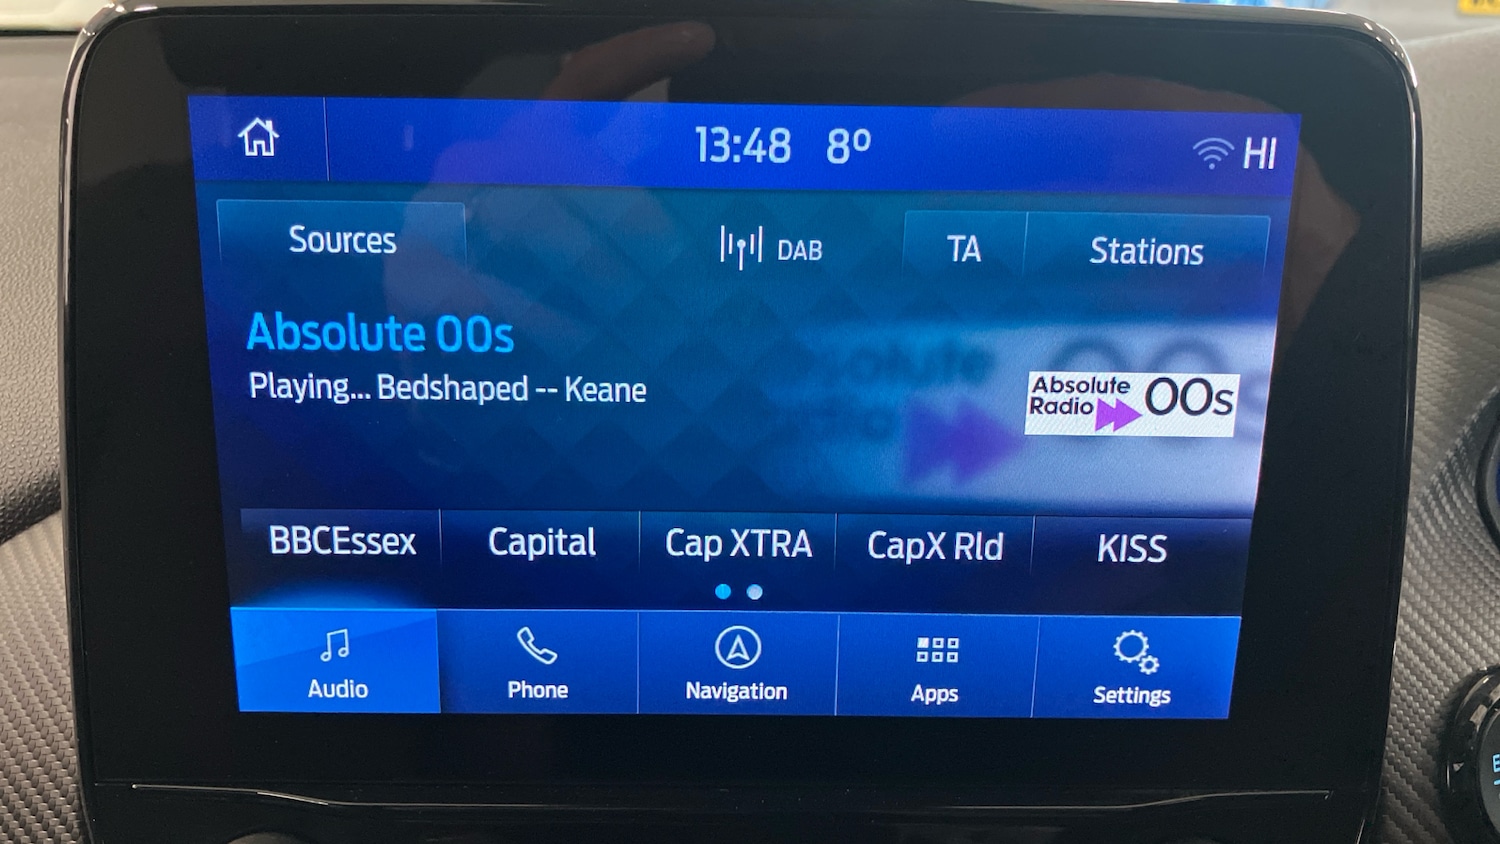 13:48 8º HI
Sources DAB TA Stations
Absolute 00s
Playing... Bedshaped -- Keane
Absolute
Radio 00s
BBCEssex Capital Cap XTRA CapX Rld KISS
Audio Phone Navigation Apps Settings